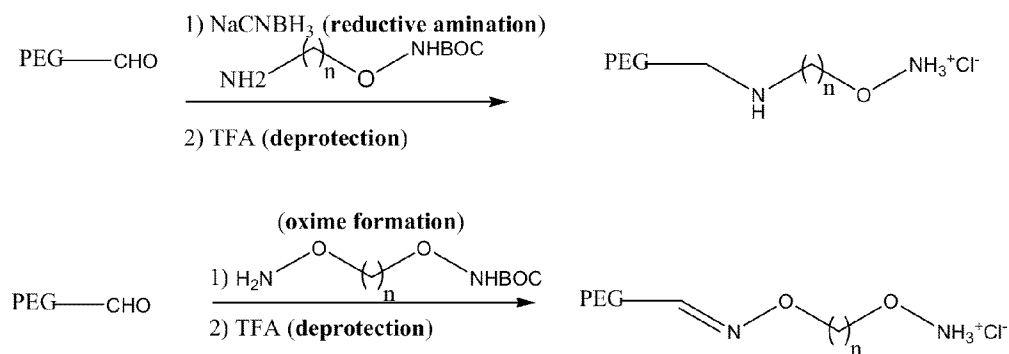 1) NaCNBH₃ (reductive amination)
PEG CHO
NH2 ( )n O NHBOC
2) TFA (deprotection)
PEG N H ( )n O NH₃⁺Cl⁻
(oxime formation)
PEG CHO
1) H₂N O ( )n O NHBOC
2) TFA (deprotection)
PEG N O ( )n O NH₃⁺Cl⁻